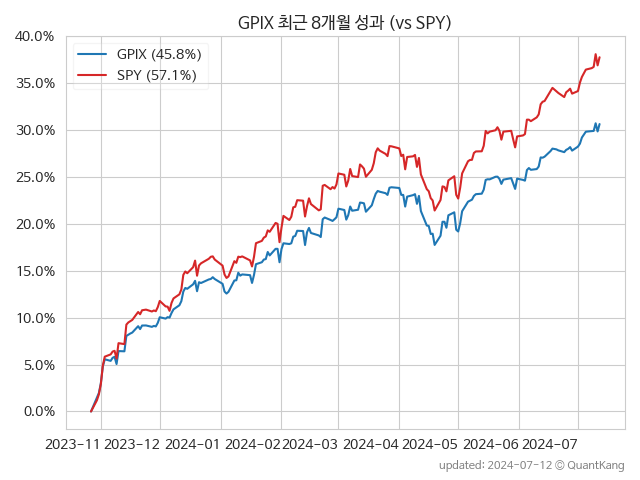 GPIX 최근 8개월 성과 (vs SPY)
40.0%
GPIX (45.8%)
SPY (57.1%)
35.0%
30.0%
25.0%
20.0%
15.0%
10.0%
5.0%
0.0%
2023-11 2023-12 2024-01 2024-02 2024-03 2024-04 2024-05 2024-06 2024-07
updated: 2024-07-12 © QuantKang